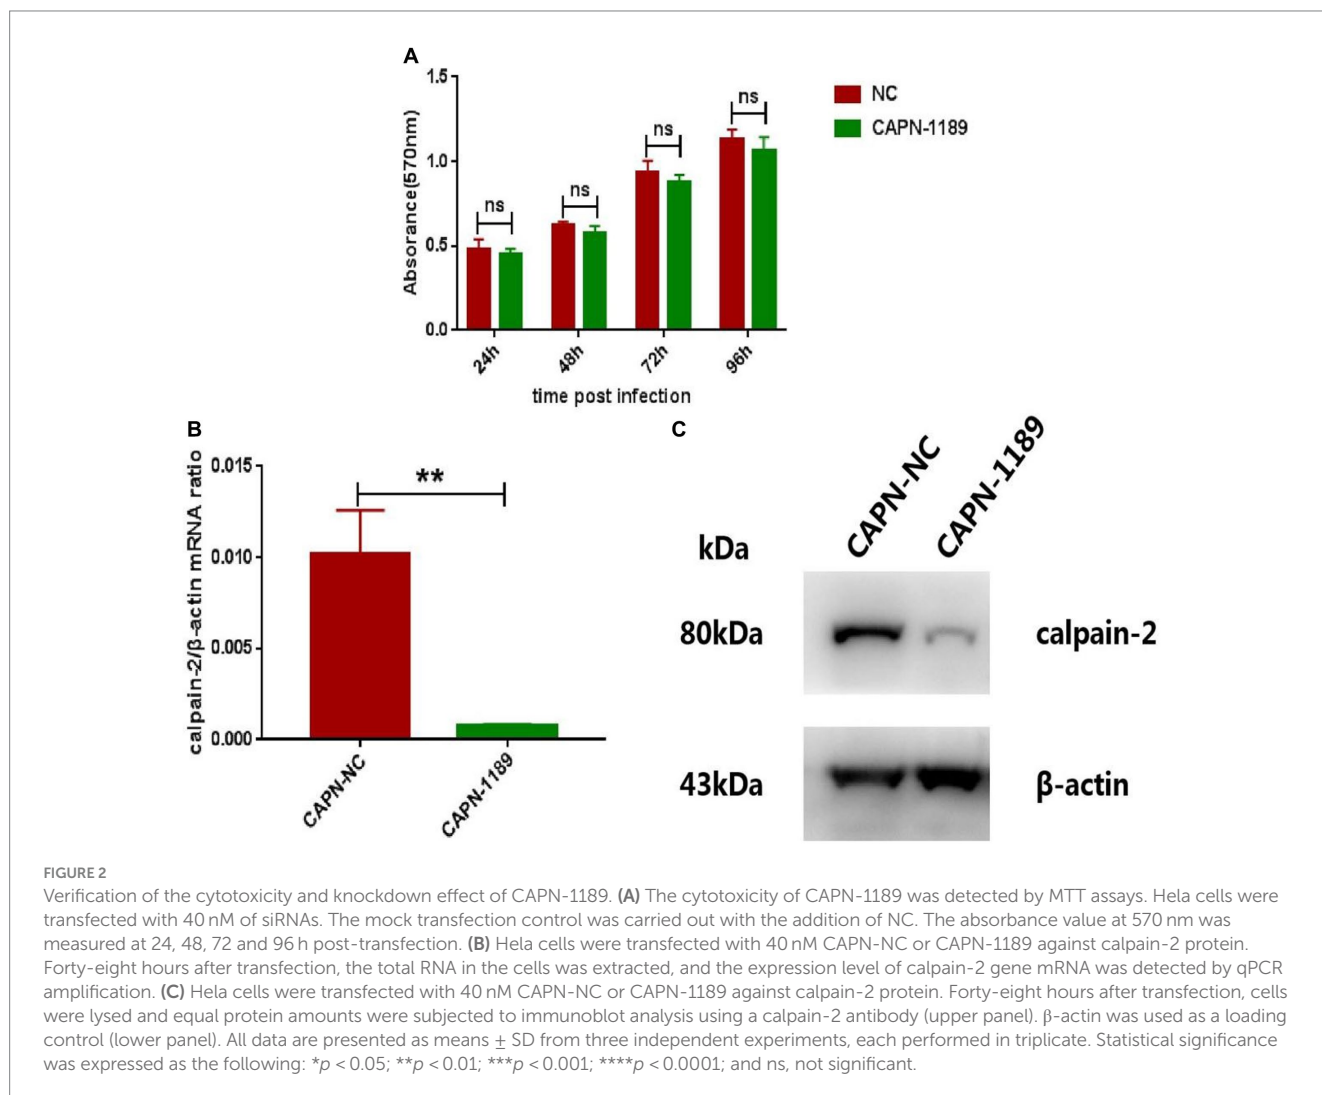 A
1.5
1.0
0.5
0.0
Absorance(570nm)
ns
ns
ns
ns
24h
48h
72h
96h
time post infection
NC
CAPN-1189
B
calpain-2/β-actin mRNA ratio
0.015
0.010
0.005
0.000
**
CAPN-NC
CAPN-1189
C
CAPN-NC
CAPN-1189
kDa
80kDa
calpain-2
43kDa
β-actin
FIGURE 2
Verification of the cytotoxicity and knockdown effect of CAPN-1189. (A) The cytotoxicity of CAPN-1189 was detected by MTT assays. Hela cells were
transfected with 40 nM of siRNAs. The mock transfection control was carried out with the addition of NC. The absorbance value at 570 nm was
measured at 24, 48, 72 and 96 h post-transfection. (B) Hela cells were transfected with 40 nM CAPN-NC or CAPN-1189 against calpain-2 protein.
Forty-eight hours after transfection, the total RNA in the cells was extracted, and the expression level of calpain-2 gene mRNA was detected by qPCR
amplification. (C) Hela cells were transfected with 40 nM CAPN-NC or CAPN-1189 against calpain-2 protein. Forty-eight hours after transfection, cells
were lysed and equal protein amounts were subjected to immunoblot analysis using a calpain-2 antibody (upper panel). β-actin was used as a loading
control (lower panel). All data are presented as means ± SD from three independent experiments, each performed in triplicate. Statistical significance
was expressed as the following: *p < 0.05; **p < 0.01; ***p < 0.001; ****p < 0.0001; and ns, not significant.